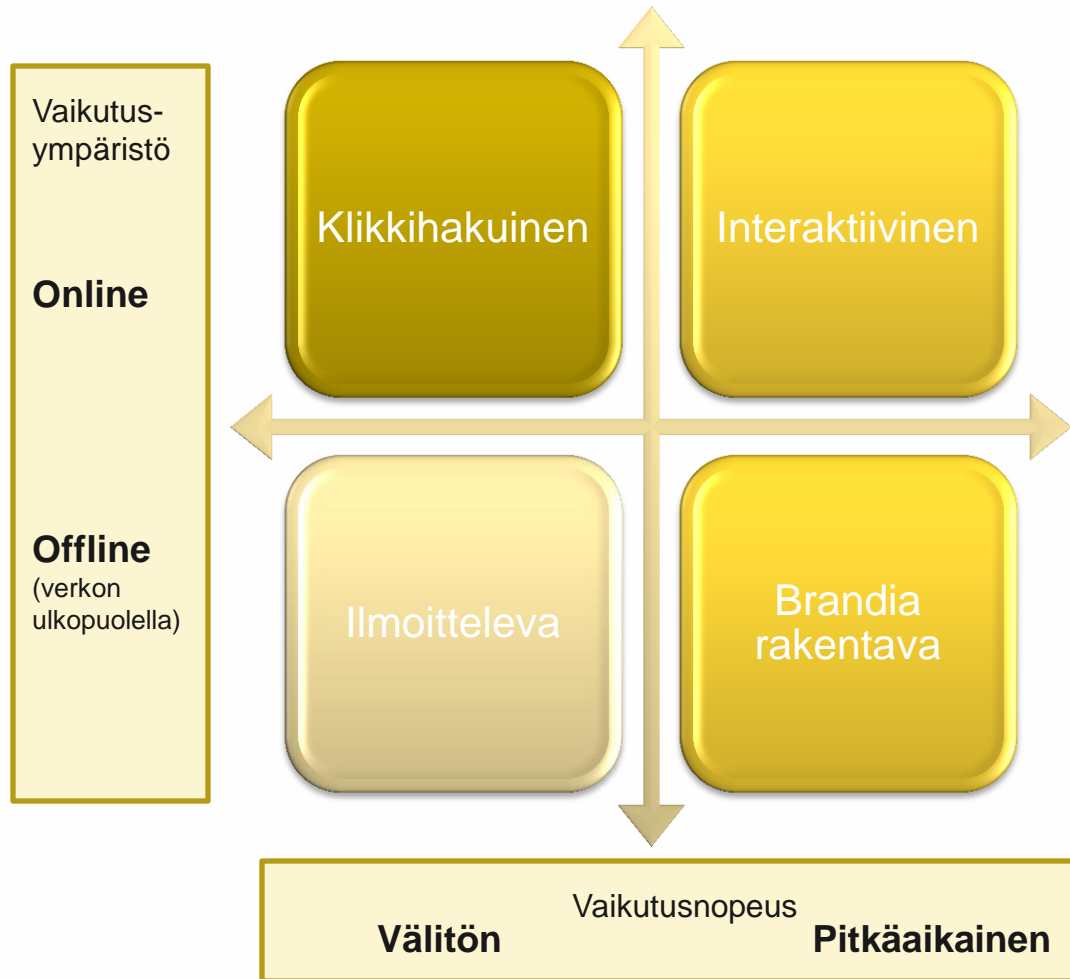 Vaikutus-
ympäristö
Online
Offline
(verkon
ulkopuolella)
Klikkihakuinen
Interaktiivinen
Ilmoitteleva
Brandia
rakentava
Vaikutusnopeus
Välitön
Pitkäaikainen